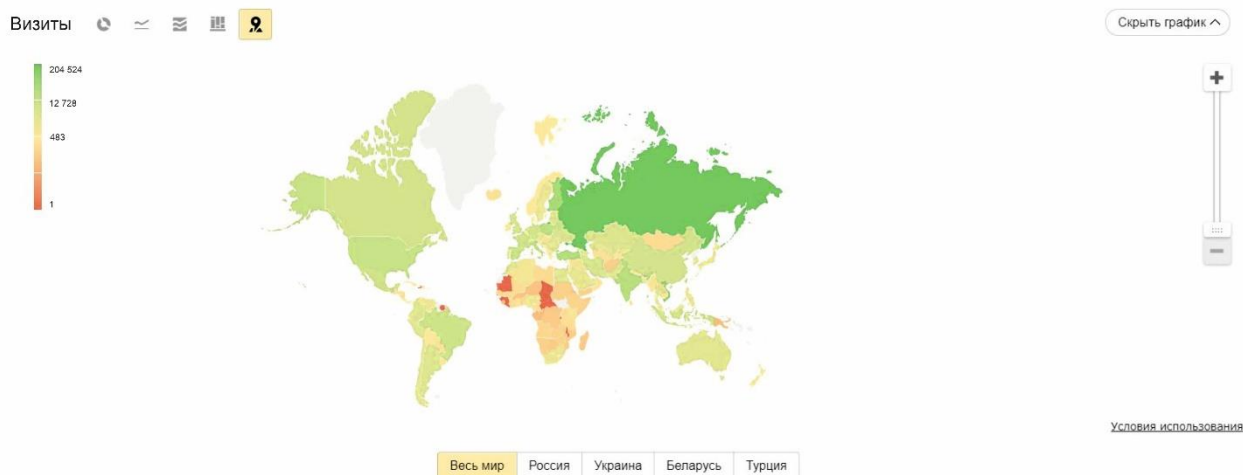 Визиты
Скрыть график
204 524
12 728
483
1
Условия использования
Весь мир
Россия
Украина
Беларусь
Турция